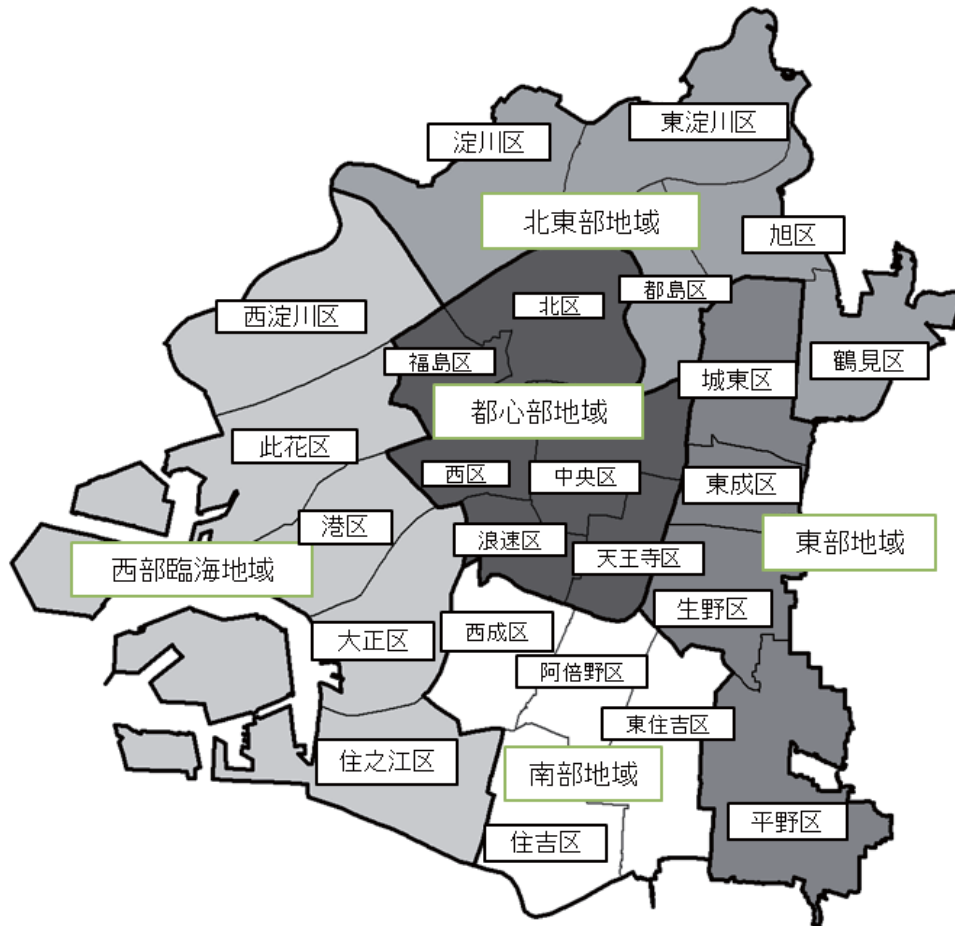 東淀川区
淀川区
北東部地域
旭区
都島区
北区
西淀川区
鶴見区
福島区
城東区
都心部地域
此花区
西区
中央区
東成区
港区
浪速区
東部地域
天王寺区
西部臨海地域
生野区
大正区
西成区
阿倍野区
東住吉区
住之江区
南部地域
平野区
住吉区